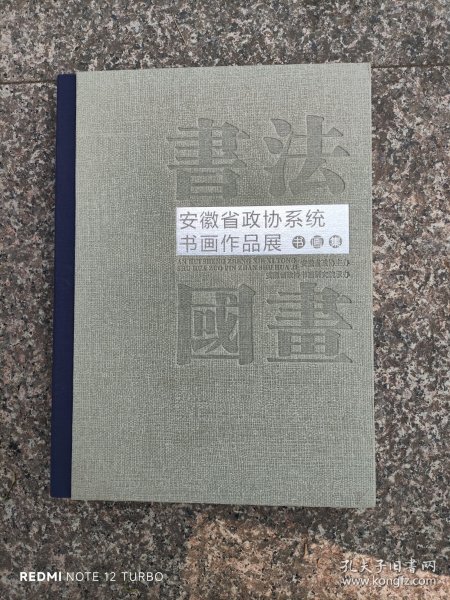 書法
安徽省政协系统
书画作品展 书画集
國畫
REDMI NOTE 12 TURBO
孔夫子旧书网
www.kongfz.com